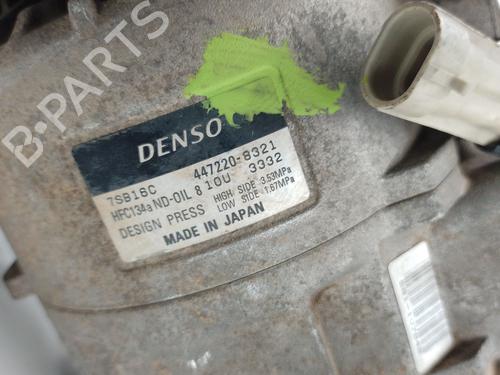 B-PARTS
DENSO
447220-8321
7SB16C
10U 3332
HFC134a ND-OIL 8
HIGH SIDE :3.53MPa
DESIGN PRESS
LOW SIDE :1.67MPa
MADE IN JAPAN